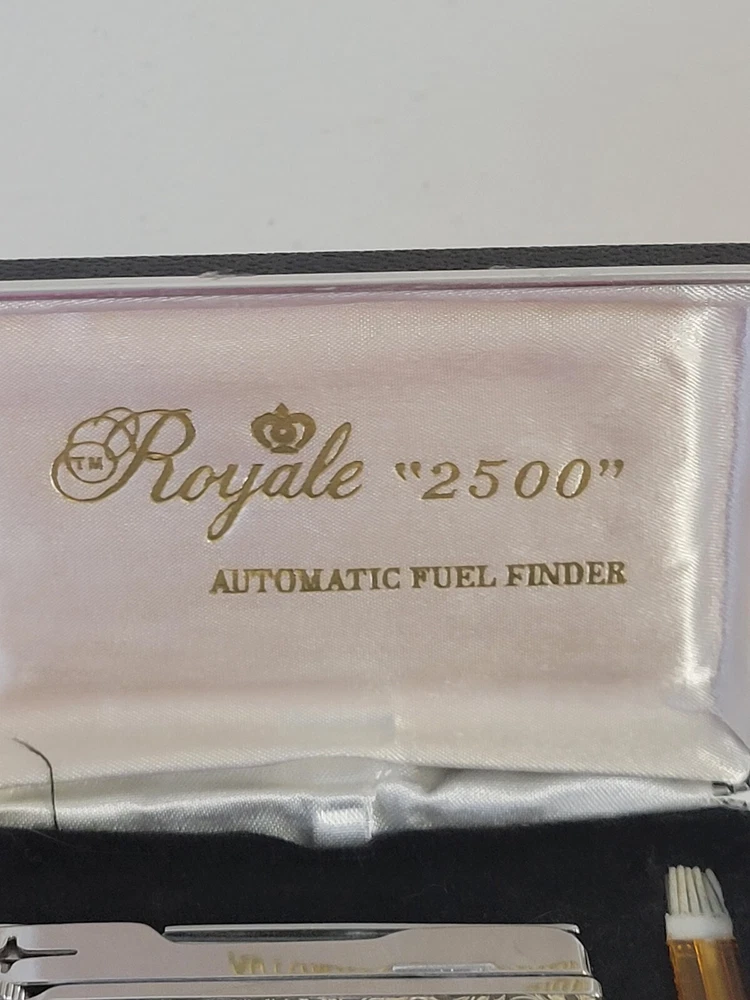 TM Royale "2500"
AUTOMATIC FUEL FINDER